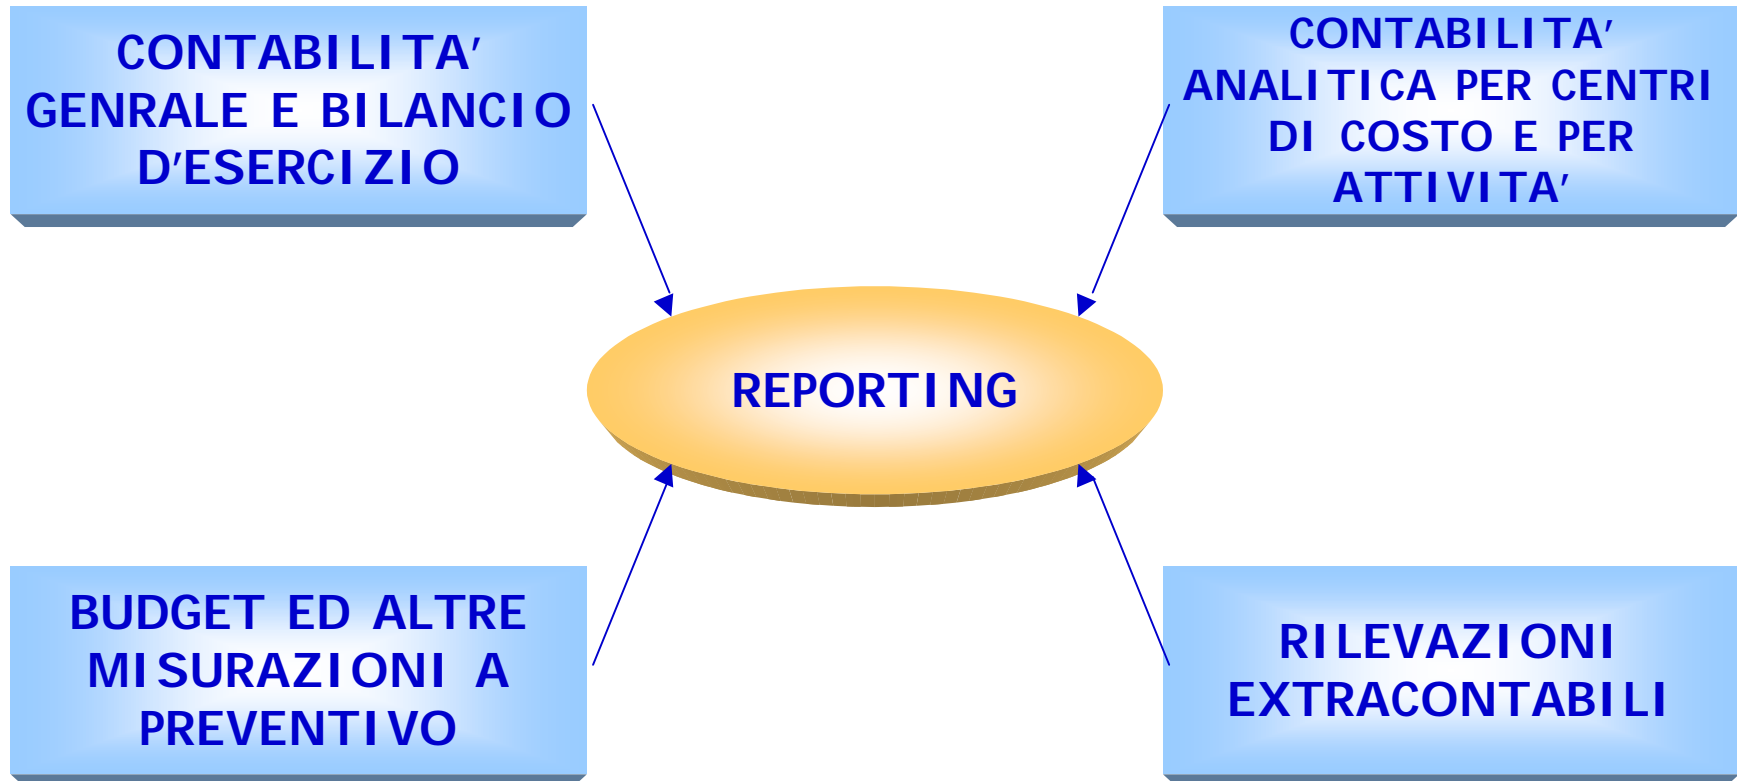 CONTABILITA'
GENRALE E BILANCIO
D'ESERCIZIO
CONTABILITA'
ANALITICA PER CENTRI
DI COSTO E PER
ATTIVITA'
REPORTING
BUDGET ED ALTRE
MISURAZIONI A
PREVENTIVO
RILEVAZIONI
EXTRACONTABILI